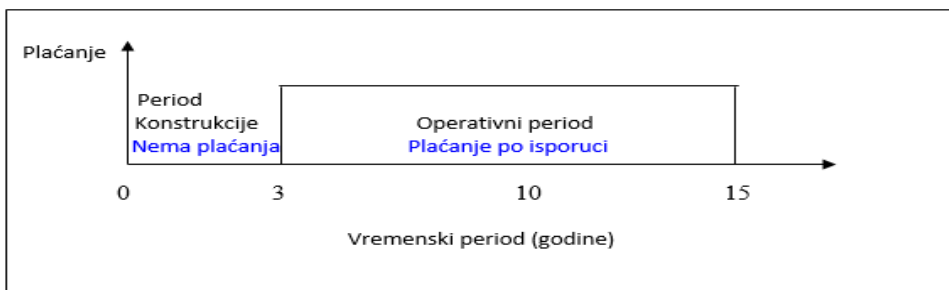 Plaćanje
Period
Konstrukcije
Nema plaćanja
Operativni period
Plaćanje po isporuci
0 3 10 15
Vremenski period (godine)